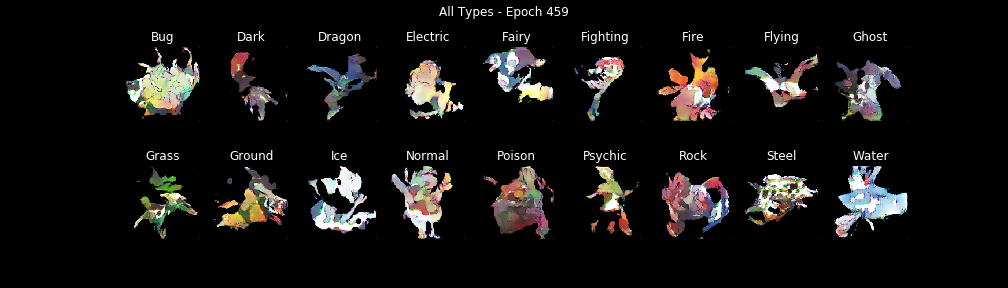 All Types - Epoch 459
Bug Dark Dragon Electric Fairy Fighting Fire Flying Ghost
Grass Ground Ice Normal Poison Psychic Rock Steel Water